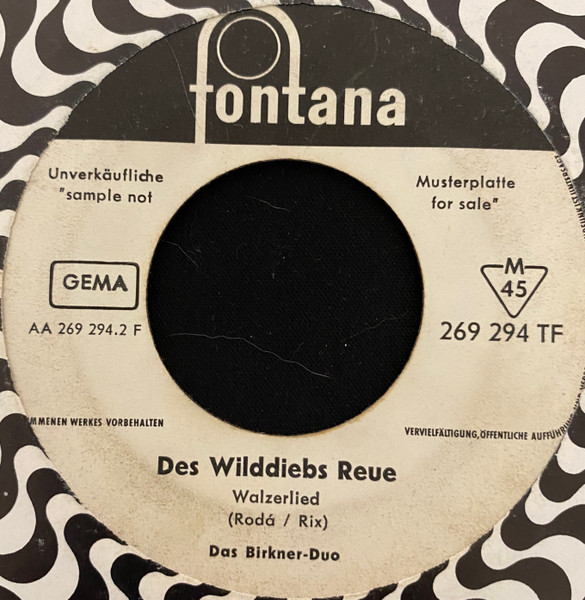 fontana
Unverkäufliche Musterplatte
"sample not for sale"
GEMA
M
45
AA 269 294.2 F
269 294 TF
MMENEN WERKES VORBEHALTEN
VERVIELFÄLTIGUNG, ÖFFENTLICHE AUFFÜHRUNG
Des Wilddiebs Reue
Walzerlied
(Rodá / Rix)
Das Birkner-Duo